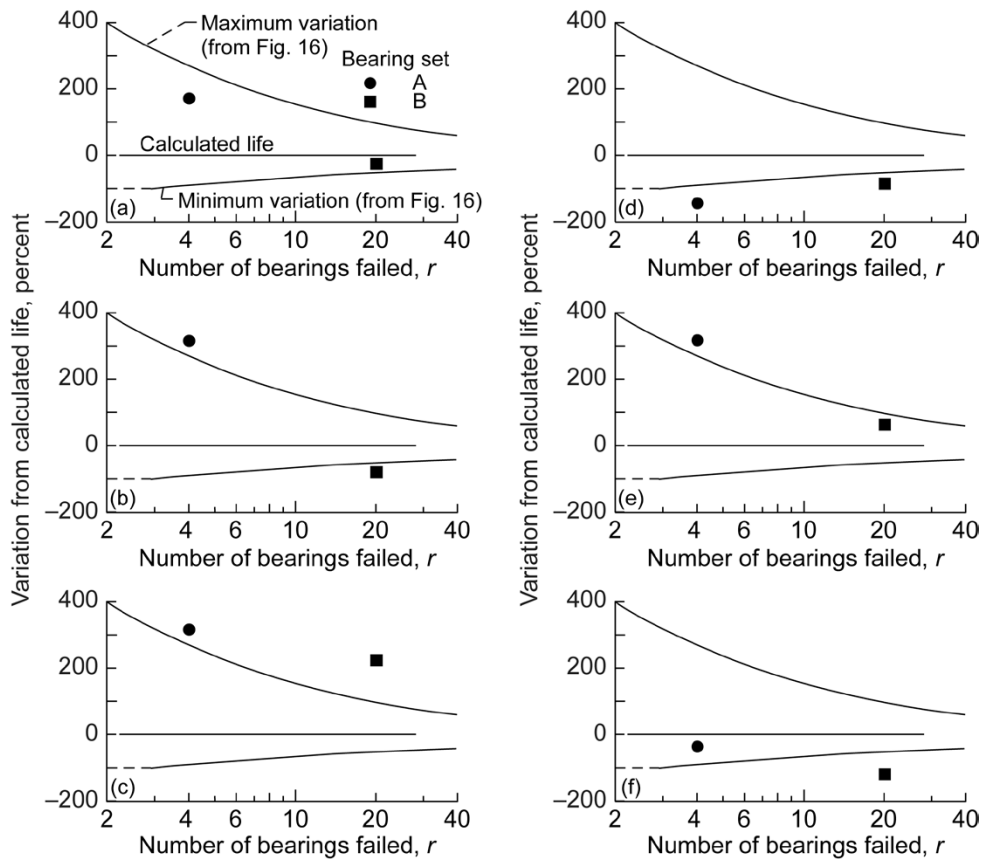 Variation from calculated life, percent
400
200
0
–200
Maximum variation
(from Fig. 16)
Bearing set
A
B
Calculated life
Minimum variation (from Fig. 16)
(a)
2 4 6 10 20 40
Number of bearings failed, r
400
200
0
–200
(b)
2 4 6 10 20 40
Number of bearings failed, r
400
200
0
–200
(c)
2 4 6 10 20 40
Number of bearings failed, r
Variation from calculated life, percent
400
200
0
–200
(d)
2 4 6 10 20 40
Number of bearings failed, r
400
200
0
–200
(e)
2 4 6 10 20 40
Number of bearings failed, r
400
200
0
–200
(f)
2 4 6 10 20 40
Number of bearings failed, r